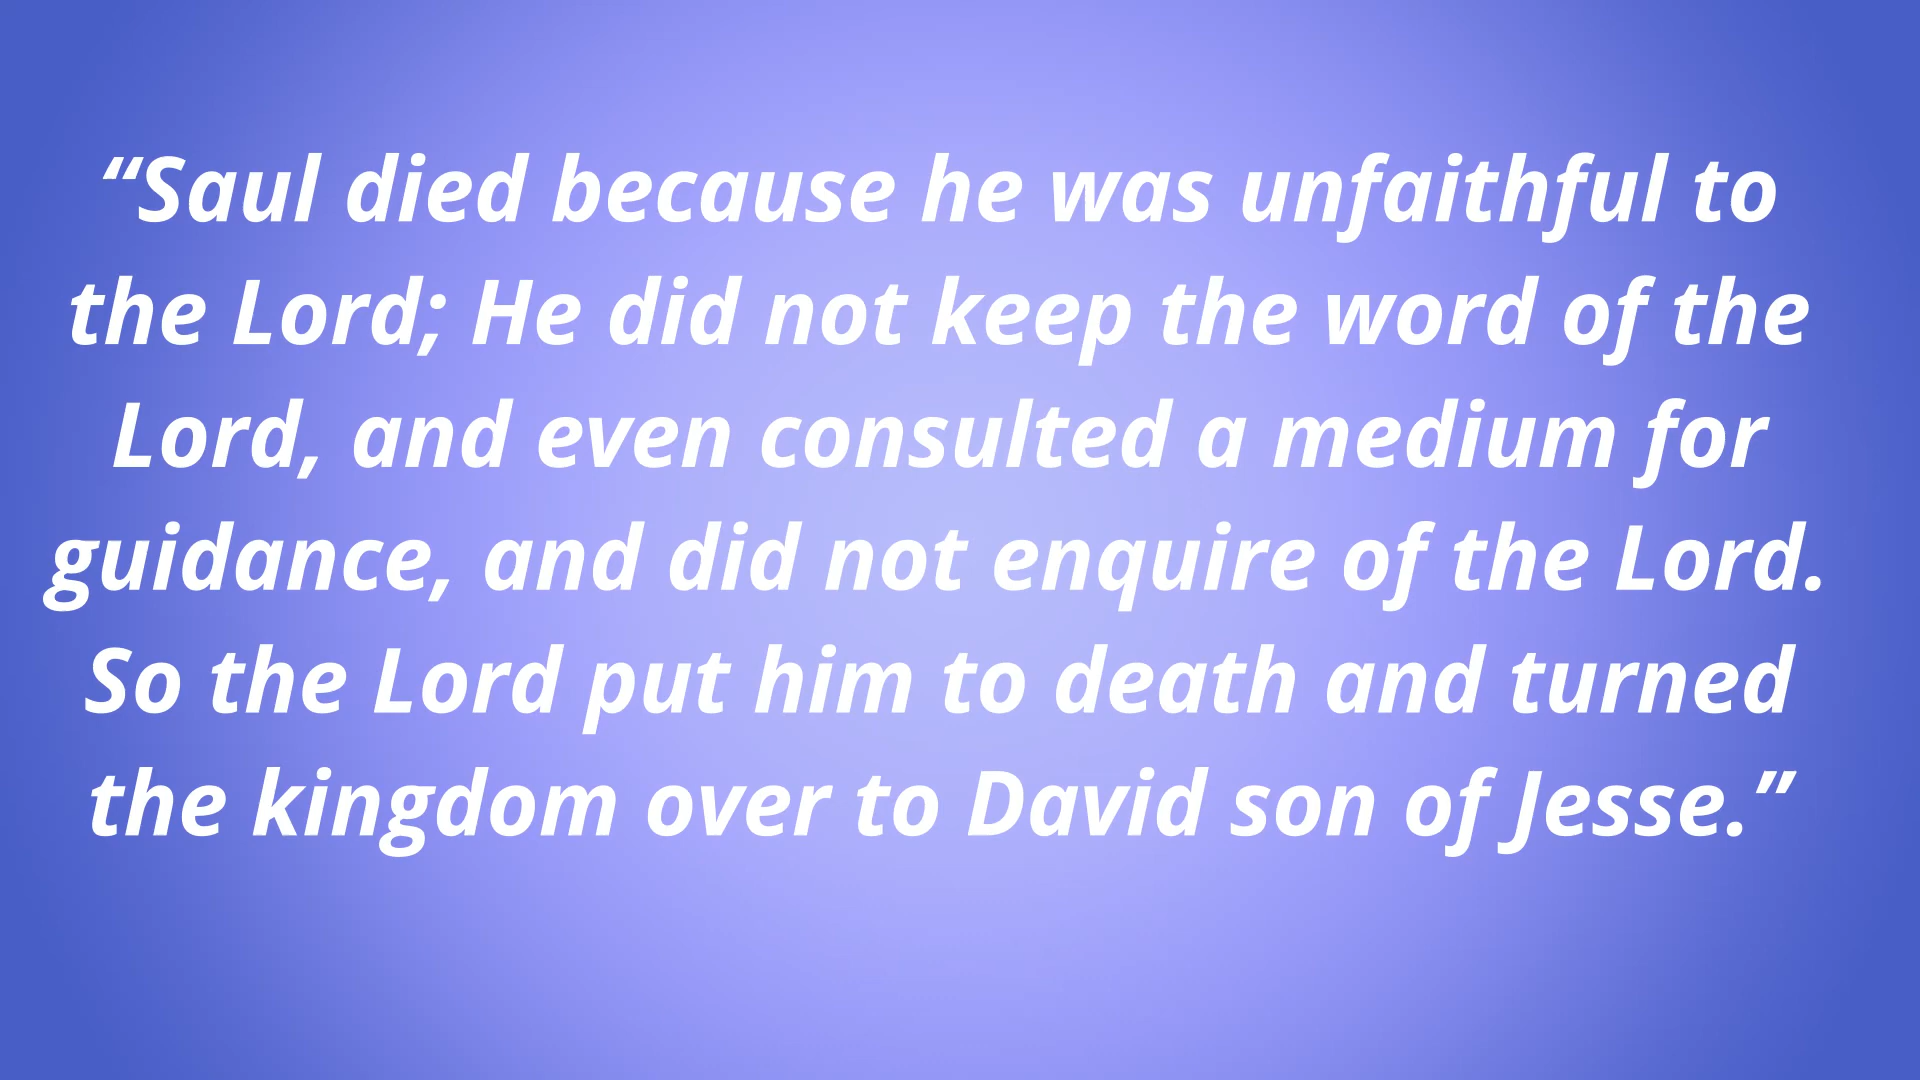 “Saul died because he was unfaithful to
the Lord; He did not keep the word of the
Lord, and even consulted a medium for
guidance, and did not enquire of the Lord.
So the Lord put him to death and turned
the kingdom over to David son of Jesse.”